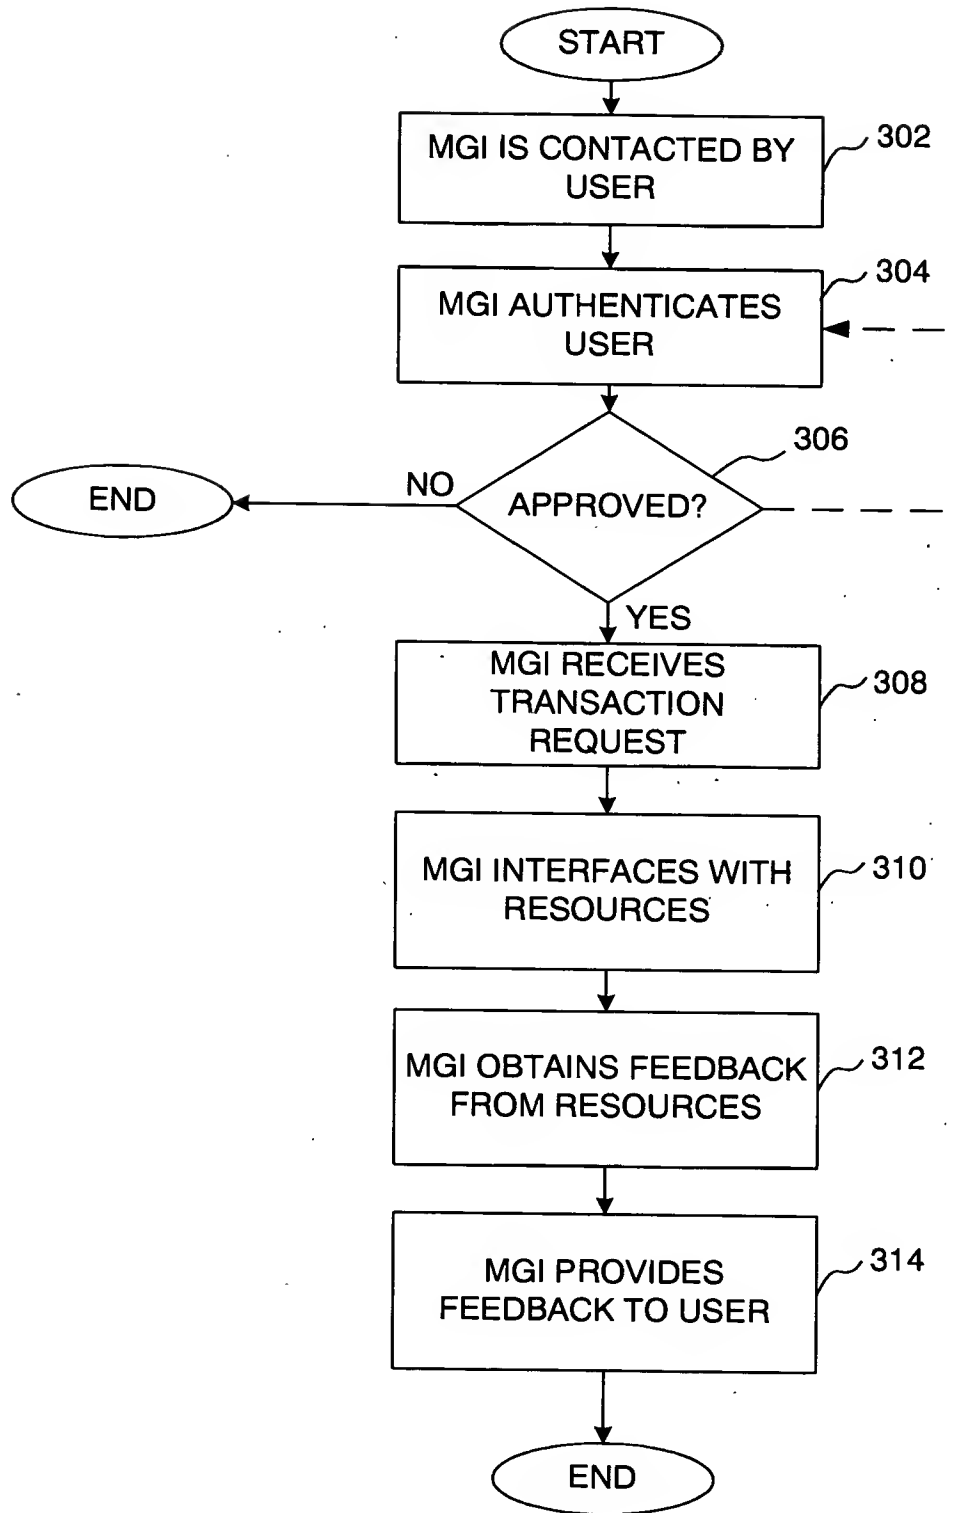 START
MGI IS CONTACTED BY
USER
302
MGI AUTHENTICATES
USER
304
APPROVED?
306
NO
END
YES
MGI RECEIVES
TRANSACTION
REQUEST
308
MGI INTERFACES WITH
RESOURCES
310
MGI OBTAINS FEEDBACK
FROM RESOURCES
312
MGI PROVIDES
FEEDBACK TO USER
314
END